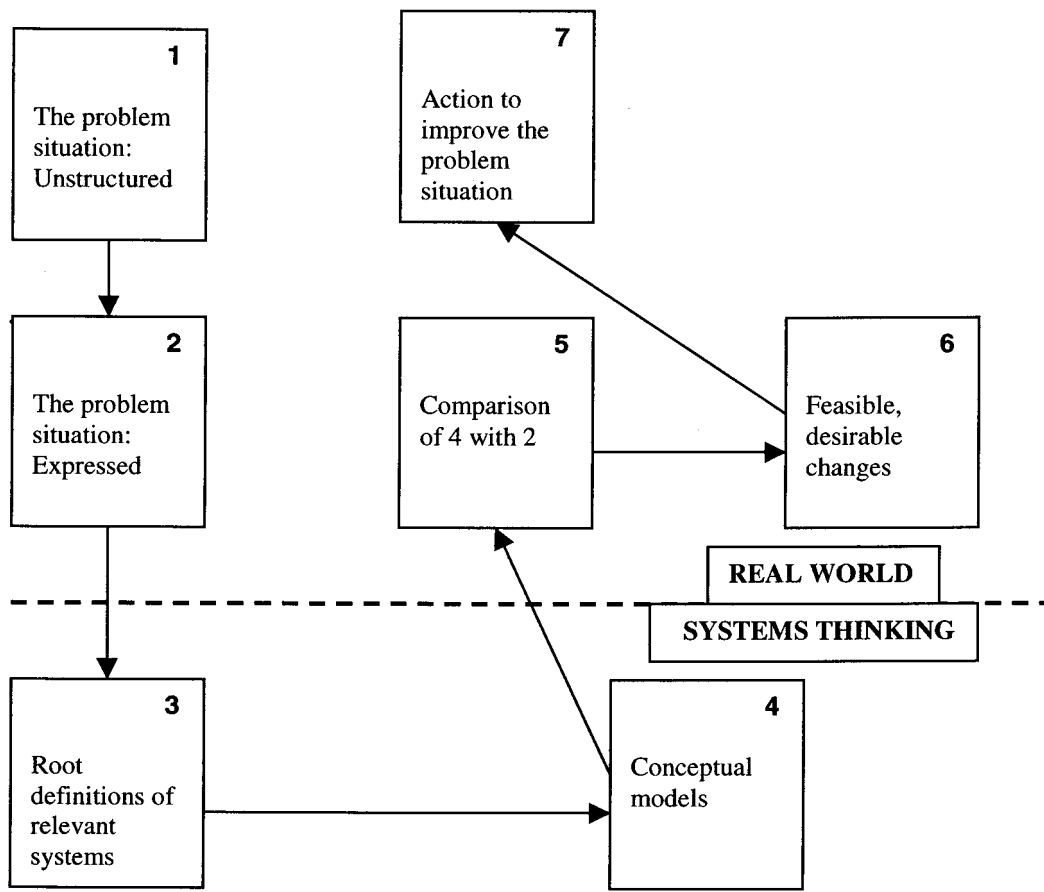 1
The problem
situation:
Unstructured
2
The problem
situation:
Expressed
3
Root
definitions of
relevant
systems
4
Conceptual
models
5
Comparison
of 4 with 2
6
Feasible,
desirable
changes
7
Action to
improve the
problem
situation
REAL WORLD
SYSTEMS THINKING